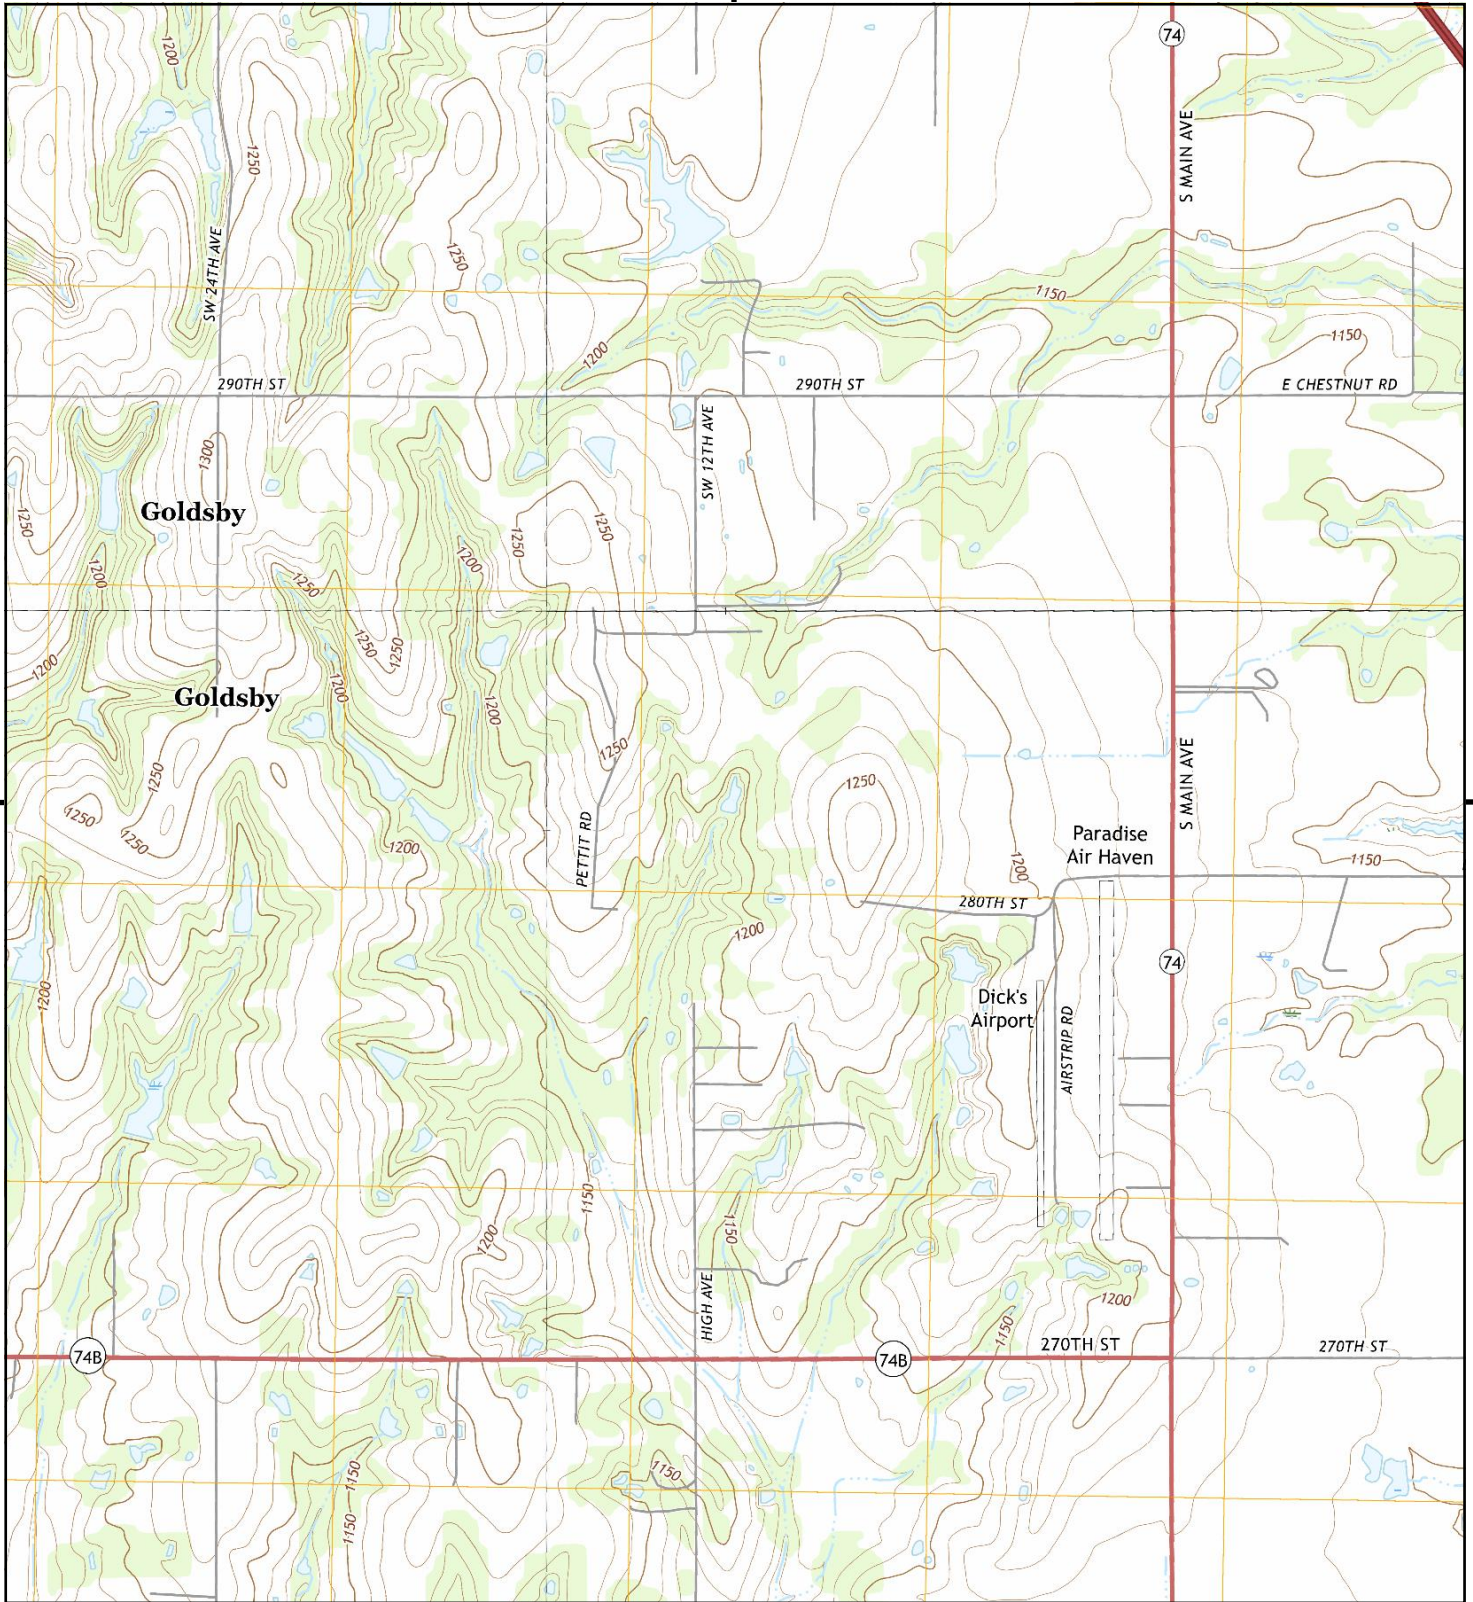 74
1200
S MAIN AVE
1250
SW 24TH AVE
1250
1150
1150
1200
290TH ST
290TH ST
E CHESTNUT RD
SW 12TH AVE
1300
Goldsby
1250
1250
1250
1200
1200
1250
1250
1250
1200
1200
Goldsby
1200
1250
S MAIN AVE
1250
1250
1250
1250
PETTIT RD
1200
Paradise
Air Haven
1150
1200
280TH ST
1200
74
1200
Dick's
Airport
AIRSTRIP RD
1150
1150
1200
HIGH AVE
1200
1150
74B
74B
270TH ST
270TH ST
1150
1150
1150